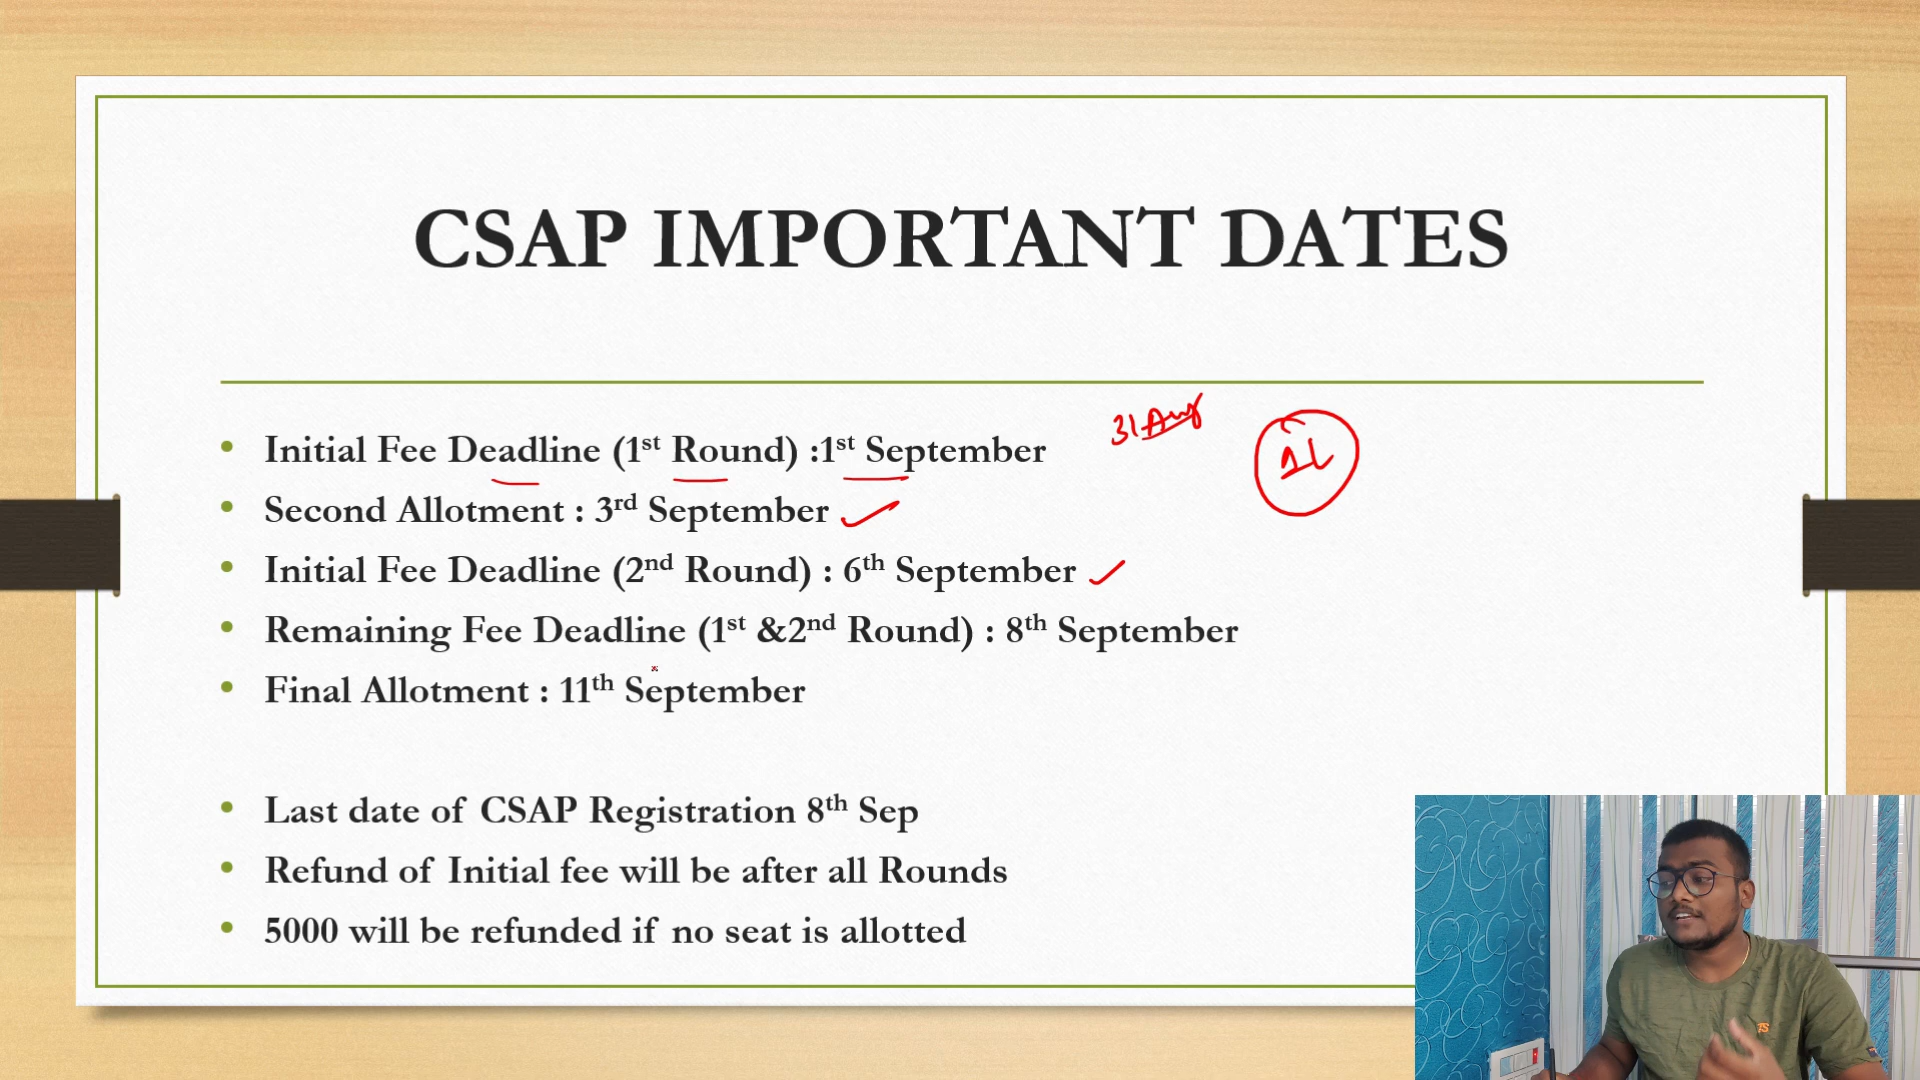 CSAP IMPORTANT DATES
31 Aug
1L
• Initial Fee Deadline (1st Round) :1st September
• Second Allotment : 3rd September
• Initial Fee Deadline (2nd Round) : 6th September
• Remaining Fee Deadline (1st &2nd Round) : 8th September
• Final Allotment : 11th September
• Last date of CSAP Registration 8th Sep
• Refund of Initial fee will be after all Rounds
• 5000 will be refunded if no seat is allotted